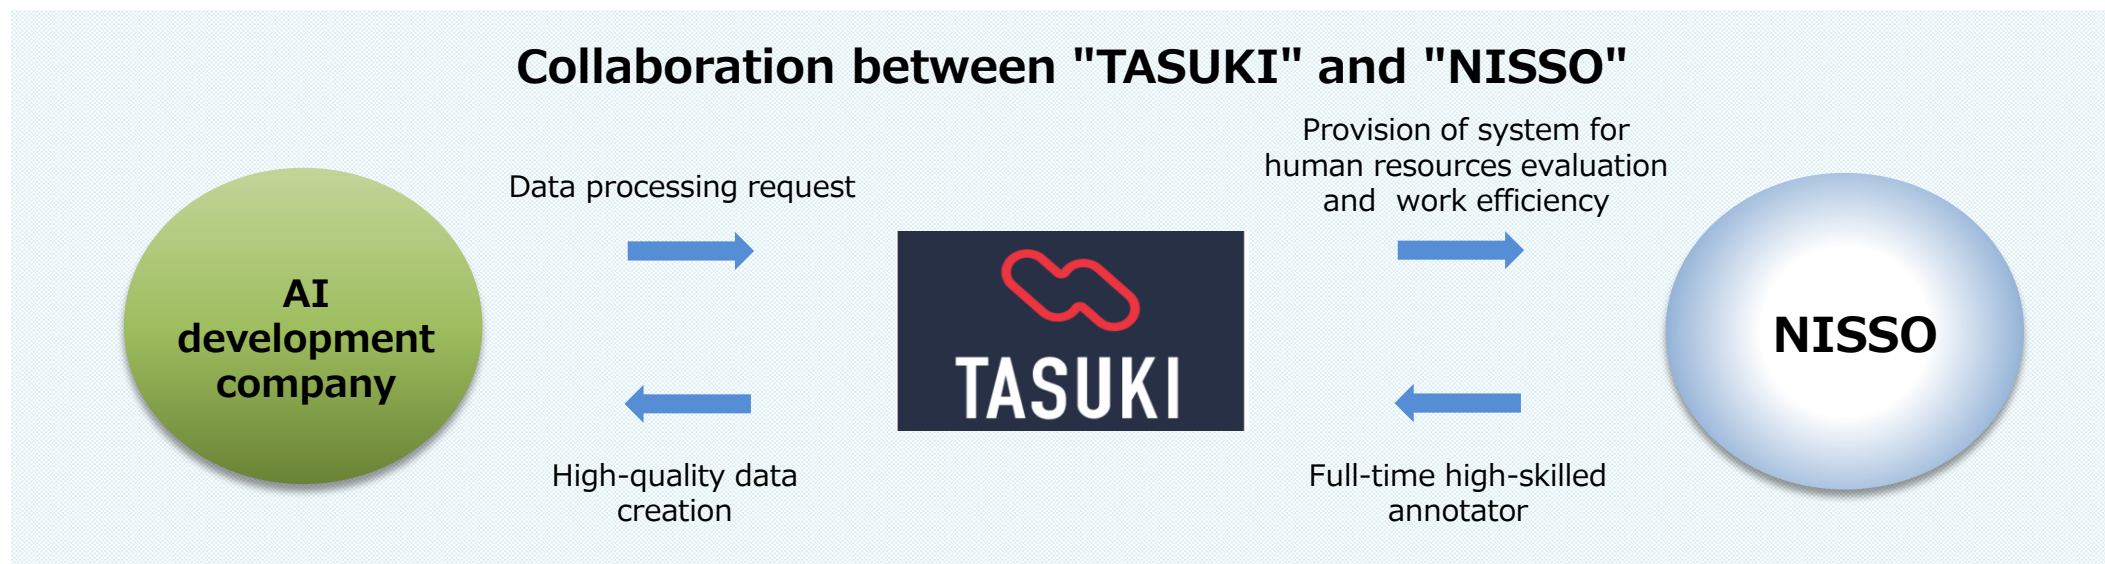 Collaboration between "TASUKI" and "NISSO"
Data processing request
Provision of system for
human resources evaluation
and work efficiency
AI
development
company
TASUKI
NISSO
High-quality data
creation
Full-time high-skilled
annotator